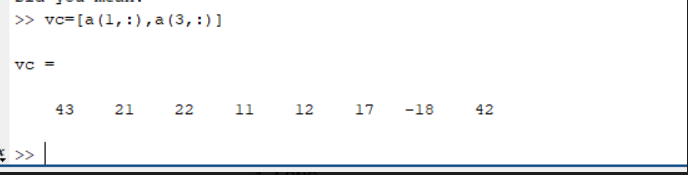 >> vc=[a(1,:),a(3,:)]
vc =
43 21 22 11 12 17 -18 42
>>